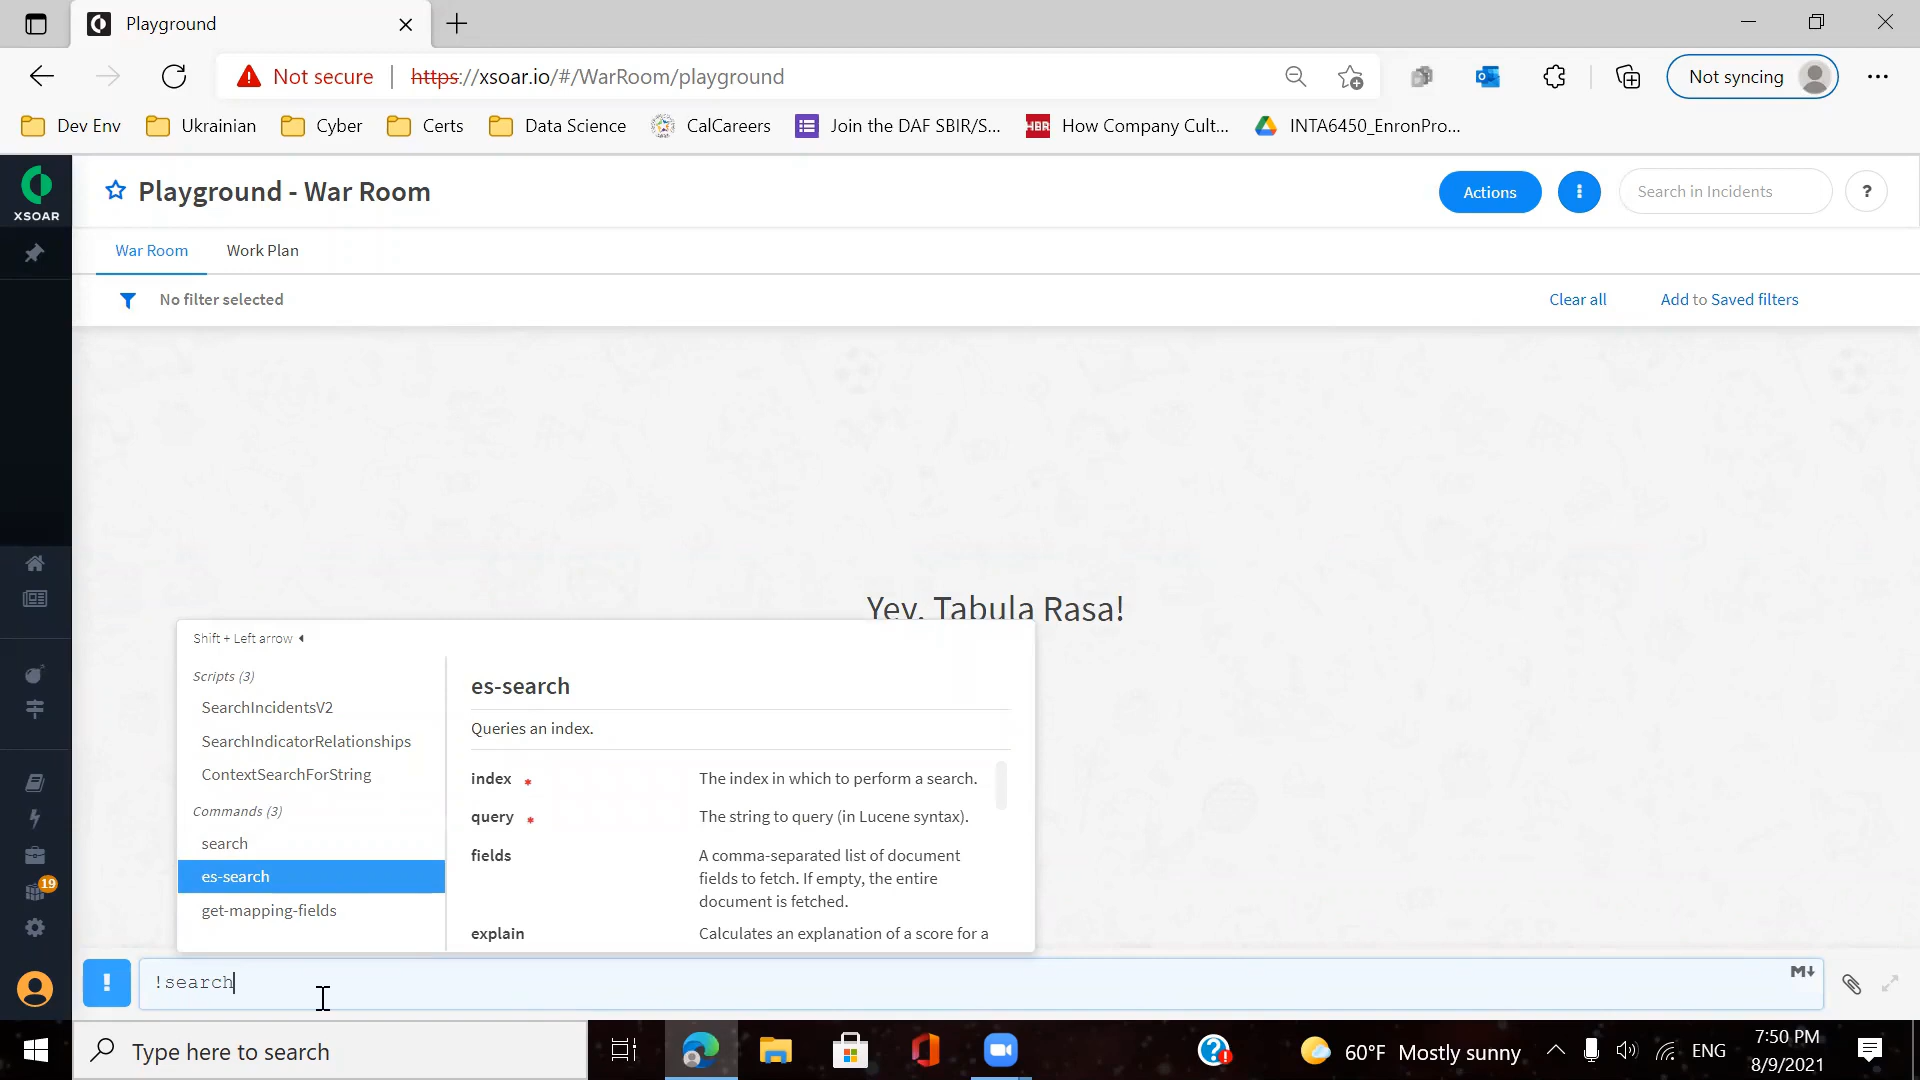 Playground
Not secure
https://xsoar.io/#/WarRoom/playground
Not syncing
Dev Env
Ukrainian
Cyber
Certs
Data Science
CalCareers
Join the DAF SBIR/S...
HBR
How Company Cult...
INTA6450_EnronPro...
XSOAR
Playground - War Room
Actions
Search in Incidents
?
War Room
Work Plan
No filter selected
Clear all
Add to Saved filters
Yey, Tabula Rasa!
Shift + Left arrow
Scripts (3)
SearchIncidentsV2
SearchIndicatorRelationships
ContextSearchForString
Commands (3)
search
es-search
get-mapping-fields
es-search
Queries an index.
index *
The index in which to perform a search.
query *
The string to query (in Lucene syntax).
fields
A comma-separated list of document
fields to fetch. If empty, the entire
document is fetched.
explain
Calculates an explanation of a score for a
19
!
!search
M↓
Type here to search
60°F Mostly sunny
ENG
7:50 PM
8/9/2021